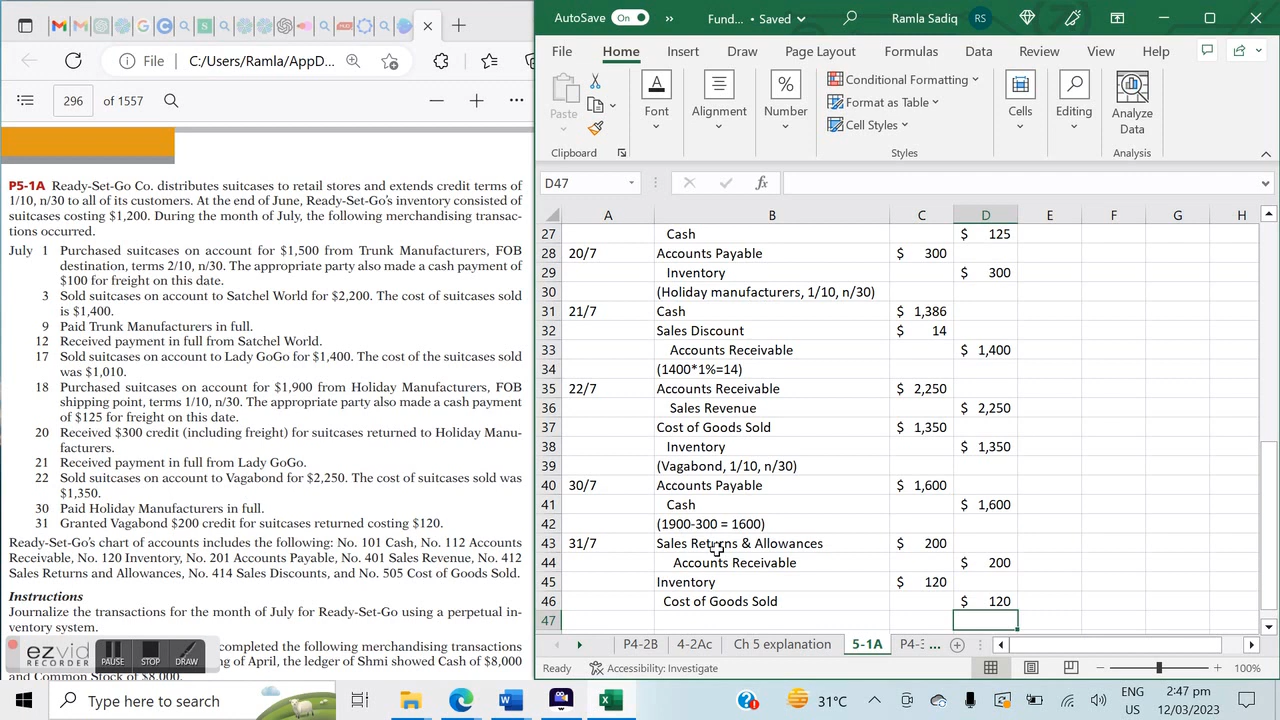 AutoSave On Fund... • Saved Ramla Sadiq RS
File C:/Users/Ramla/AppD...
296 of 1557
File Home Insert Draw Page Layout Formulas Data Review View Help
Paste Font Alignment Number Conditional Formatting Cells Editing Analyze Data
Format as Table
Cell Styles
Clipboard Styles Analysis
D47 fx
P5-1A Ready-Set-Go Co. distributes suitcases to retail stores and extends credit terms of
1/10, n/30 to all of its customers. At the end of June, Ready-Set-Go's inventory consisted of
suitcases costing $1,200. During the month of July, the following merchandising transac-
tions occurred.
July 1 Purchased suitcases on account for $1,500 from Trunk Manufacturers, FOB
destination, terms 2/10, n/30. The appropriate party also made a cash payment of
$100 for freight on this date.
3 Sold suitcases on account to Satchel World for $2,200. The cost of suitcases sold
is $1,400.
9 Paid Trunk Manufacturers in full.
12 Received payment in full from Satchel World.
17 Sold suitcases on account to Lady GoGo for $1,400. The cost of the suitcases sold
was $1,010.
18 Purchased suitcases on account for $1,900 from Holiday Manufacturers, FOB
shipping point, terms 1/10, n/30. The appropriate party also made a cash payment
of $125 for freight on this date.
20 Received $300 credit (including freight) for suitcases returned to Holiday Manu-
facturers.
21 Received payment in full from Lady GoGo.
22 Sold suitcases on account to Vagabond for $2,250. The cost of suitcases sold was
$1,350.
30 Paid Holiday Manufacturers in full.
31 Granted Vagabond $200 credit for suitcases returned costing $120.
Ready-Set-Go's chart of accounts includes the following: No. 101 Cash, No. 112 Accounts
Receivable, No. 120 Inventory, No. 201 Accounts Payable, No. 401 Sales Revenue, No. 412
Sales Returns and Allowances, No. 414 Sales Discounts, and No. 505 Cost of Goods Sold.
Instructions
Journalize the transactions for the month of July for Ready-Set-Go using a perpetual in-
ventory system.
completed the following merchandising transactions
ng of April, the ledger of Shmi showed Cash of $8,000
and Common Stock of $8,000.
ezvid RECORDER PAUSE STOP DRAW
A B C D E F G H
27 Cash $ 125
28 20/7 Accounts Payable $ 300
29 Inventory $ 300
30 (Holiday manufacturers, 1/10, n/30)
31 21/7 Cash $ 1,386
32 Sales Discount $ 14
33 Accounts Receivable $ 1,400
34 (1400*1%=14)
35 22/7 Accounts Receivable $ 2,250
36 Sales Revenue $ 2,250
37 Cost of Goods Sold $ 1,350
38 Inventory $ 1,350
39 (Vagabond, 1/10, n/30)
40 30/7 Accounts Payable $ 1,600
41 Cash $ 1,600
42 (1900-300 = 1600)
43 31/7 Sales Returns & Allowances $ 200
44 Accounts Receivable $ 200
45 Inventory $ 120
46 Cost of Goods Sold $ 120
47
P4-2B 4-2Ac Ch 5 explanation 5-1A P4-3 ...
Ready Accessibility: Investigate 100%
Type here to search 31°C ENG US 2:47 pm 12/03/2023